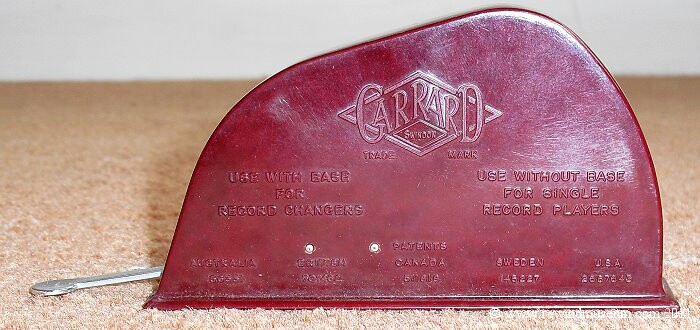 GARRARD
SWINDON
TRADE MARK
USE WITH BASE
FOR
RECORD CHANGERS
USE WITHOUT BASE
FOR SINGLE
RECORD PLAYERS
PATENTS
AUSTRALIA BRITISH CANADA SWEDEN U.S.A.